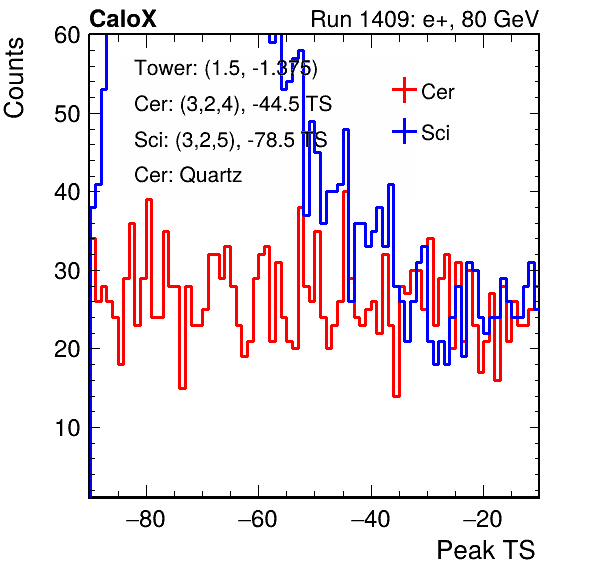 CaloX Run 1409: e+, 80 GeV
Counts
60
50
40
30
20
10
Tower: (1.5, -1.375)
Cer: (3,2,4), -44.5 TS
Sci: (3,2,5), -78.5 TS
Cer: Quartz
Cer
Sci
−80 −60 −40 −20
Peak TS